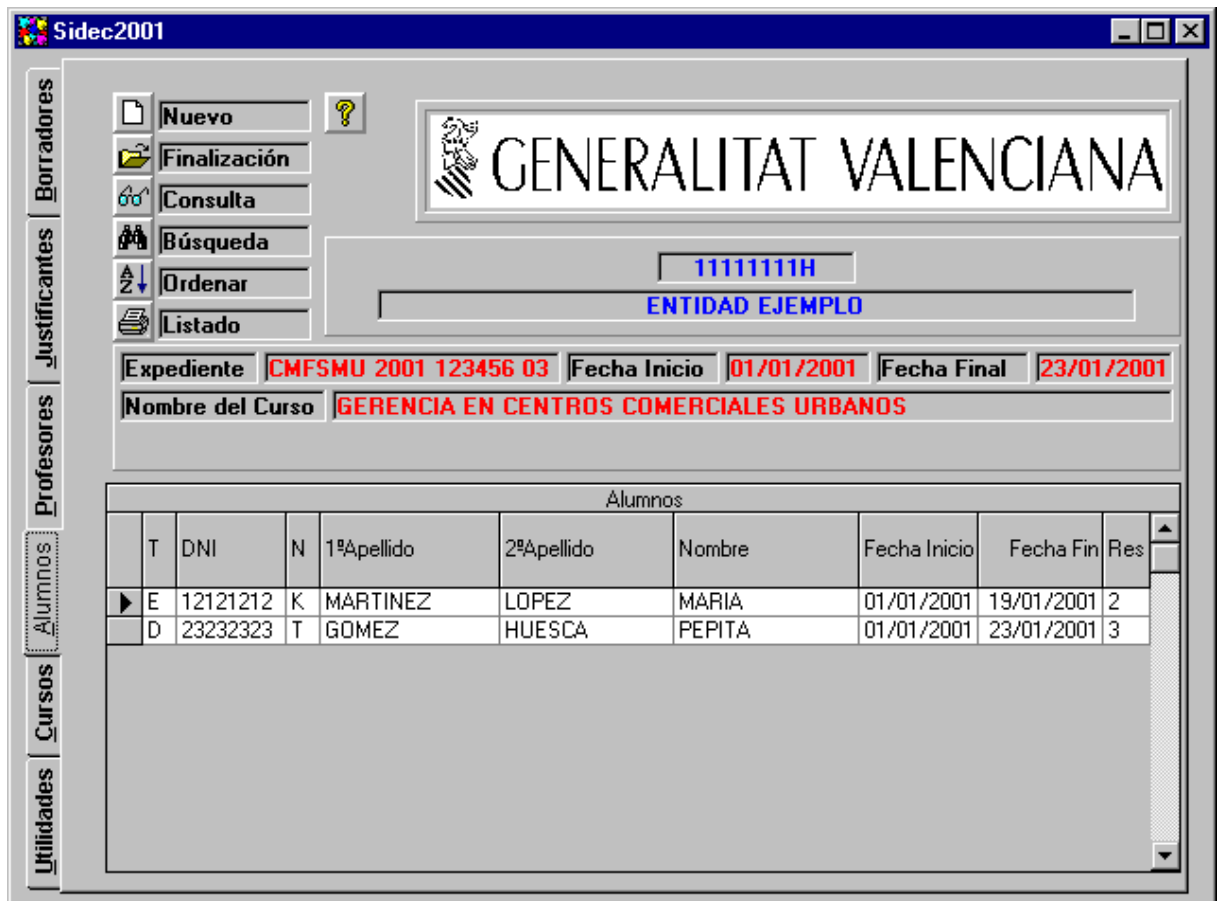 Sidec2001
Borradores
Justificantes
Profesores
Alumnos
Cursos
Utilidades
Nuevo
Finalización
Consulta
Búsqueda
Ordenar
Listado
GENERALITAT VALENCIANA
11111111H
ENTIDAD EJEMPLO
Expediente CMFSMU 2001 123456 03 Fecha Inicio 01/01/2001 Fecha Final 23/01/2001
Nombre del Curso GERENCIA EN CENTROS COMERCIALES URBANOS
Alumnos
T DNI N 1ºApellido 2ºApellido Nombre Fecha Inicio Fecha Fin Res
E 12121212 K MARTINEZ LOPEZ MARIA 01/01/2001 19/01/2001 2
D 23232323 T GOMEZ HUESCA PEPITA 01/01/2001 23/01/2001 3